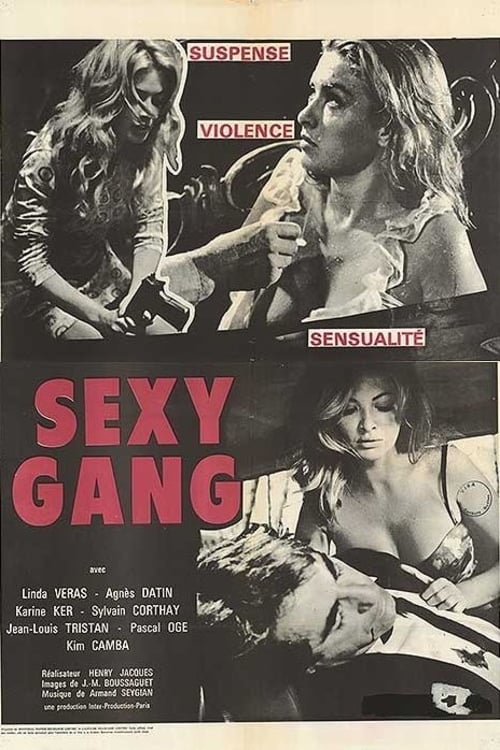 SUSPENSE
VIOLENCE
SENSUALITÉ
SEXY
GANG
avec
Linda VERAS - Agnès DATIN
Karine KER - Sylvain CORTHAY
Jean-Louis TRISTAN - Pascal OGE
Kim CAMBA
Réalisateur HENRY JACQUES
Images de J.-M. BOUSSAGUET
Musique de Armand SEYGIAN
une production Inter-Production-Paris